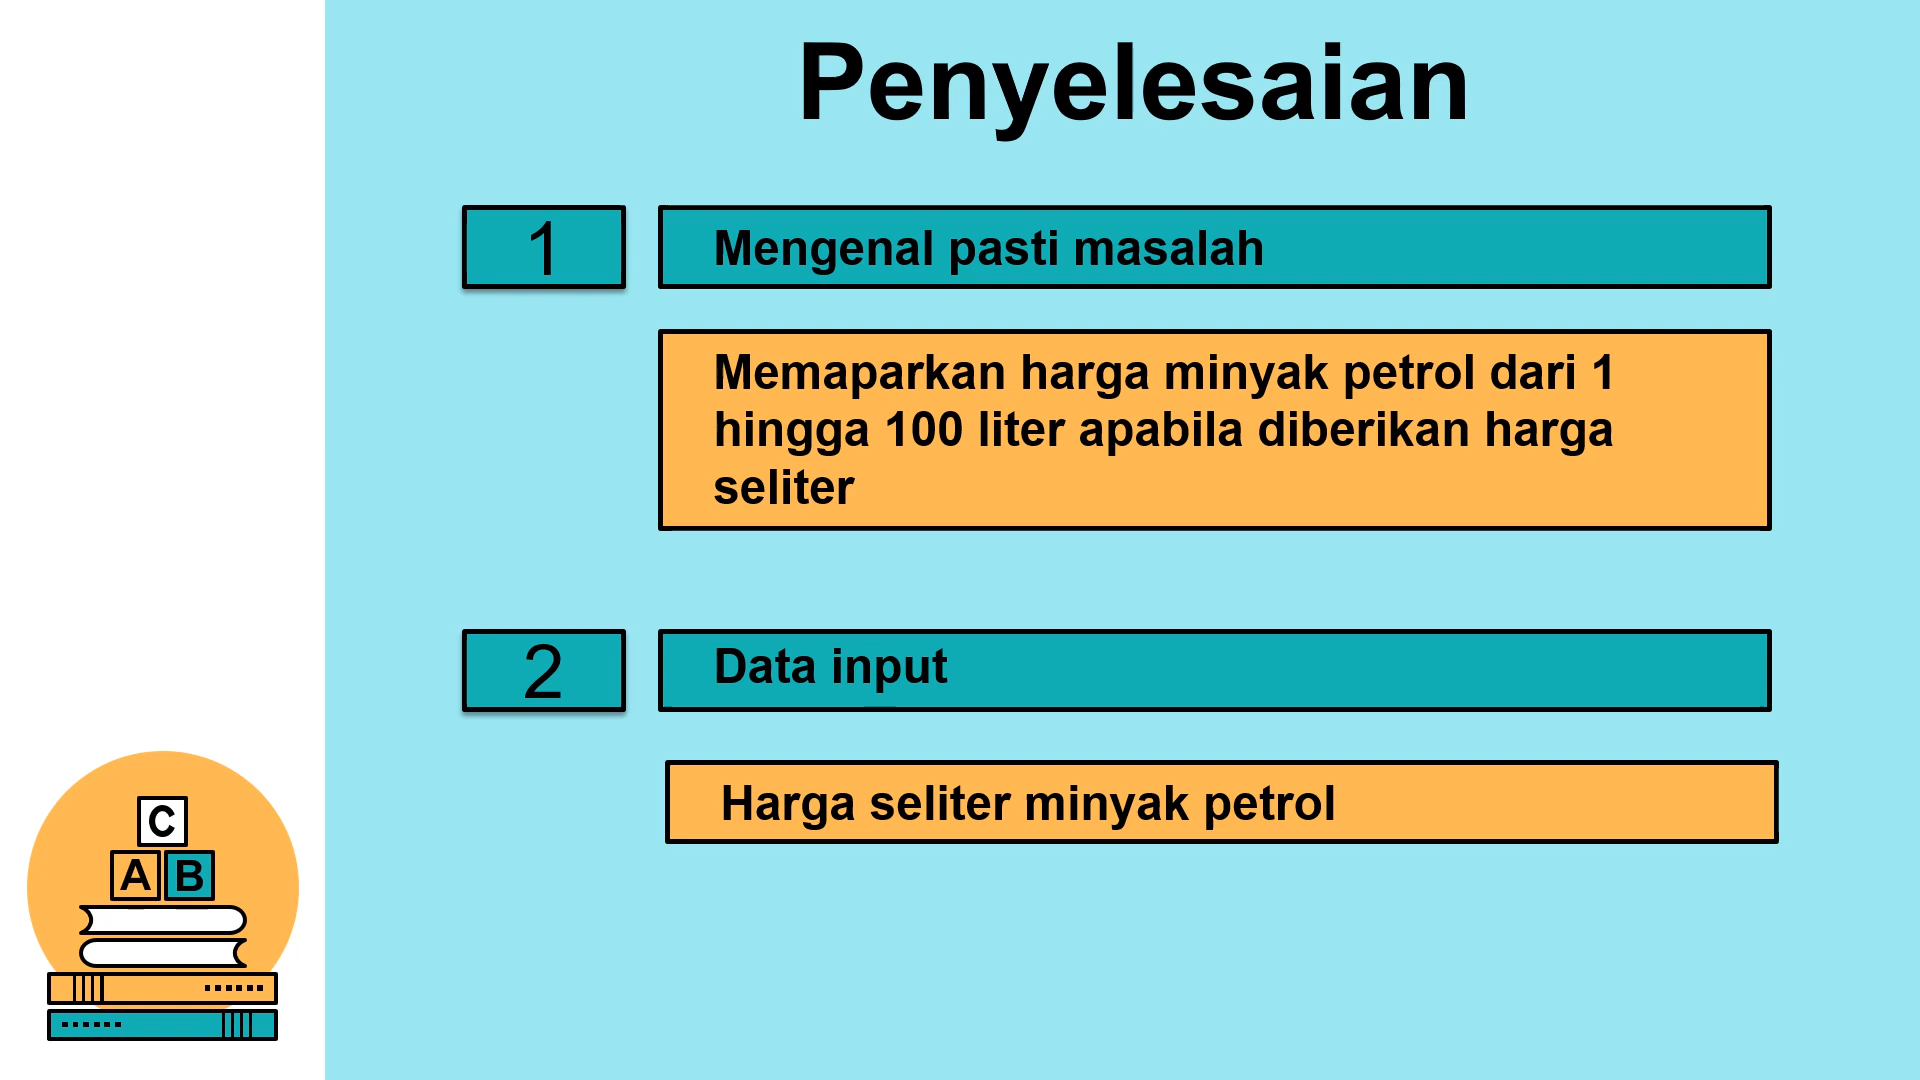 Penyelesaian
1
Mengenal pasti masalah
Memaparkan harga minyak petrol dari 1
hingga 100 liter apabila diberikan harga
seliter
2
Data input
Harga seliter minyak petrol
C
A B